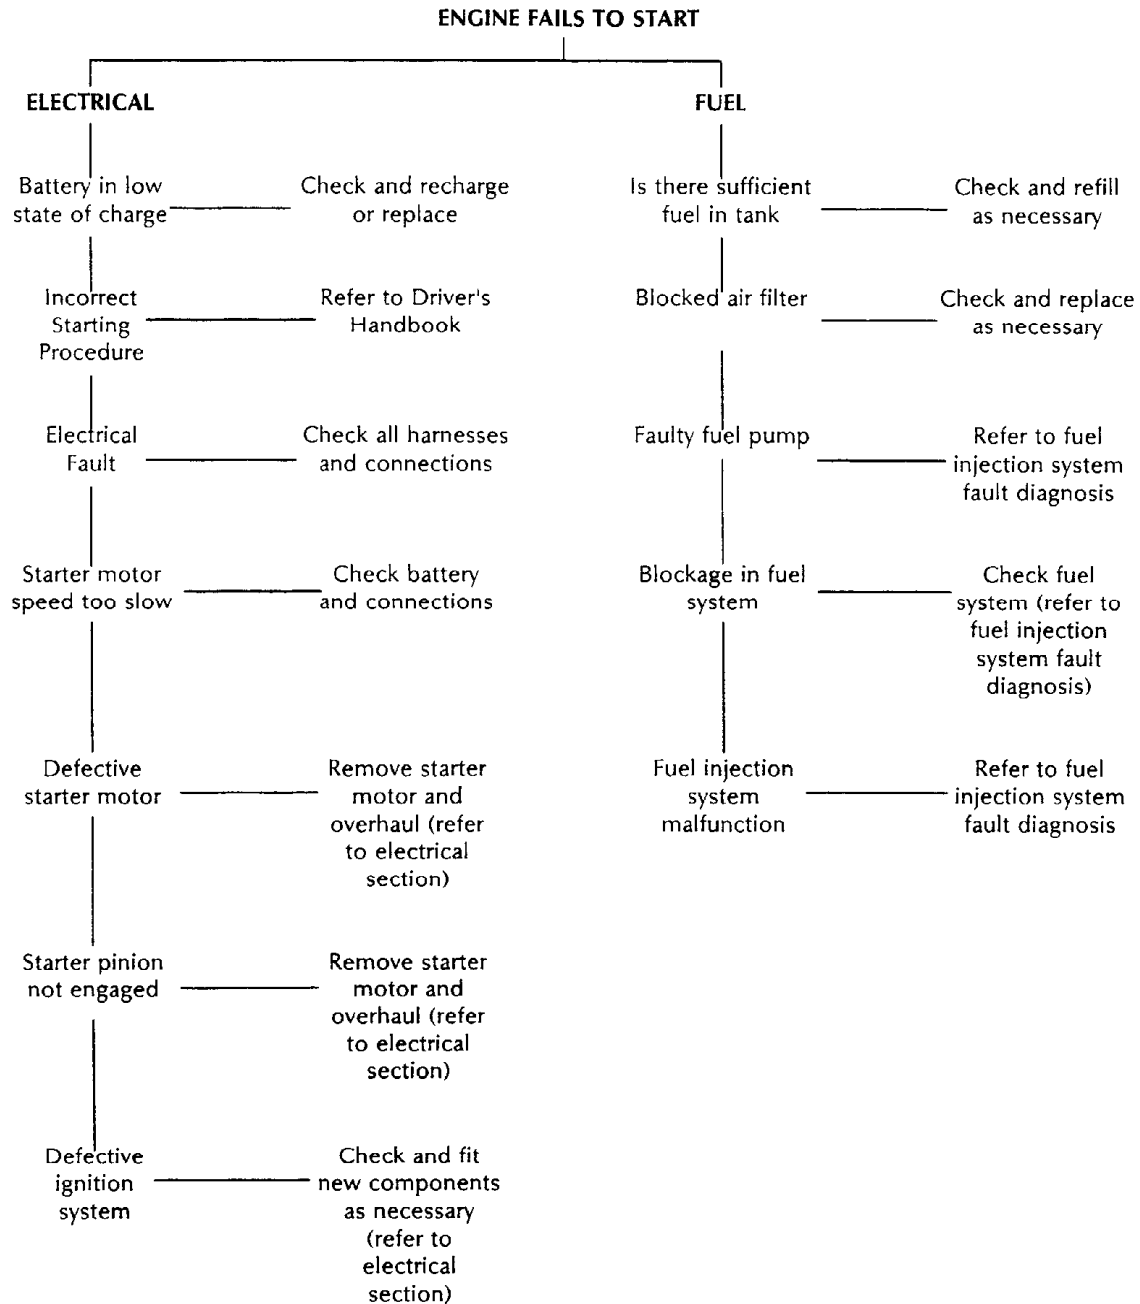 ENGINE FAILS TO START
ELECTRICAL
Battery in low
state of charge
Check and recharge
or replace
Incorrect
Starting
Procedure
Refer to Driver's
Handbook
Electrical
Fault
Check all harnesses
and connections
Starter motor
speed too slow
Check battery
and connections
Defective
starter motor
Remove starter
motor and
overhaul (refer
to electrical
section)
Starter pinion
not engaged
Remove starter
motor and
overhaul (refer
to electrical
section)
Defective
ignition
system
Check and fit
new components
as necessary
(refer to
electrical
section)
FUEL
Is there sufficient
fuel in tank
Check and refill
as necessary
Blocked air filter
Check and replace
as necessary
Faulty fuel pump
Refer to fuel
injection system
fault diagnosis
Blockage in fuel
system
Check fuel
system (refer to
fuel injection
system fault
diagnosis)
Fuel injection
system
malfunction
Refer to fuel
injection system
fault diagnosis